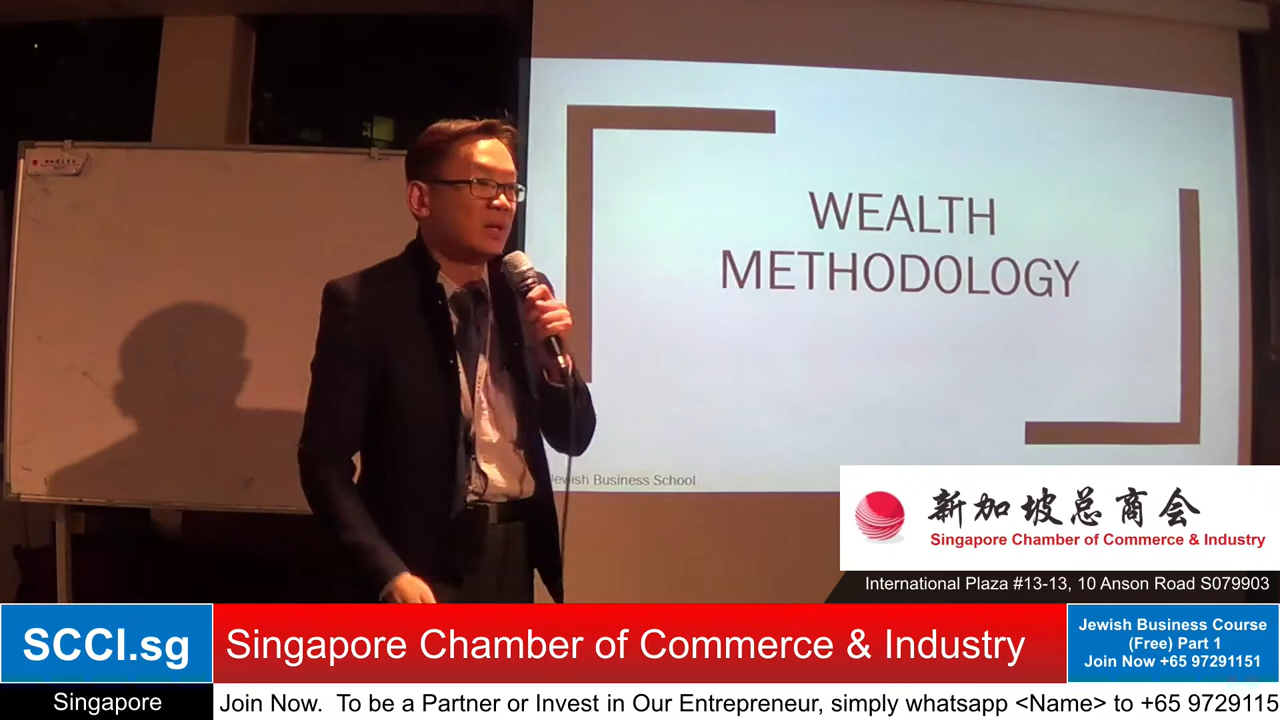 WEALTH
METHODOLOGY
Jewish Business School
新加坡总商会
Singapore Chamber of Commerce & Industry
International Plaza #13-13, 10 Anson Road S079903
SCCI.sg
Singapore Chamber of Commerce & Industry
Jewish Business Course
(Free) Part 1
Join Now +65 97291151
Singapore
Join Now. To be a Partner or Invest in Our Entrepreneur, simply whatsapp <Name> to +65 9729115